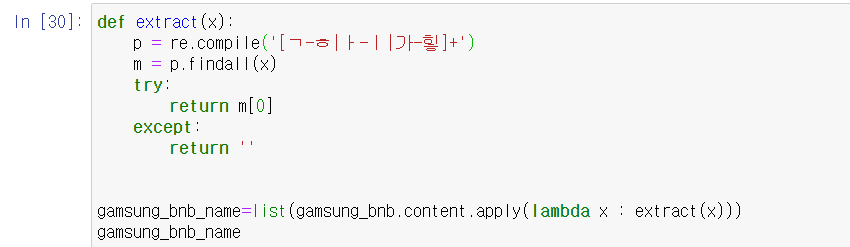 In [30]:
def extract(x):
    p = re.compile('[ㄱ-ㅎ|ㅏ-ㅣ|가-힣]+')
    m = p.findall(x)
    try:
        return m[0]
    except:
        return ''
gamsung_bnb_name=list(gamsung_bnb.content.apply(lambda x : extract(x)))
gamsung_bnb_name